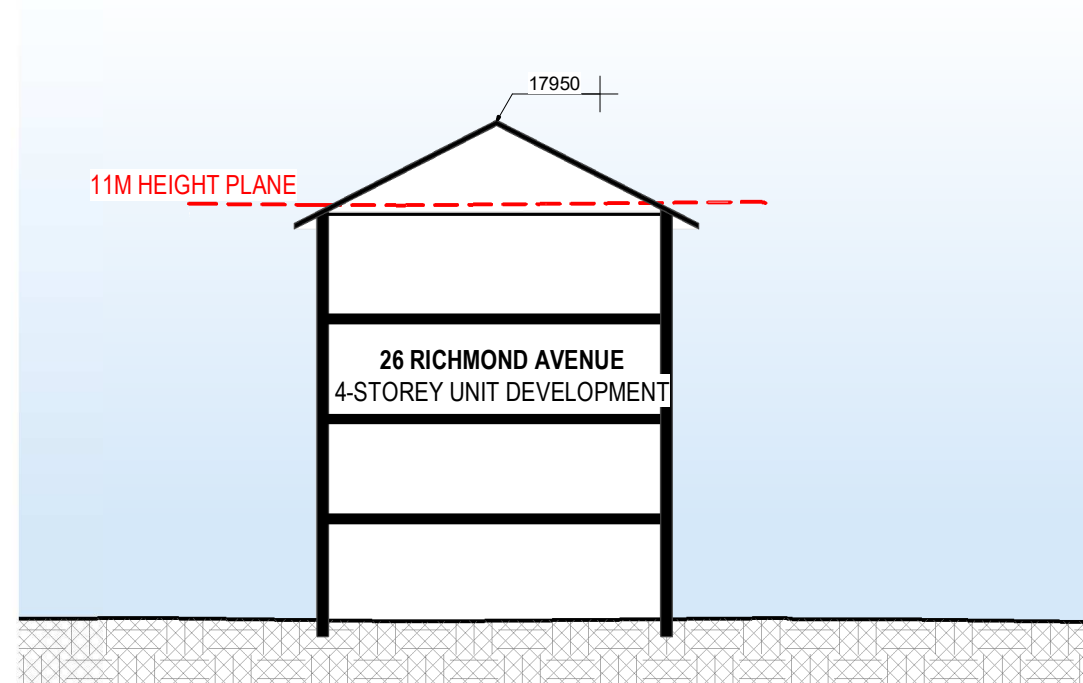 17950
11M HEIGHT PLANE
26 RICHMOND AVENUE
4-STOREY UNIT DEVELOPMENT